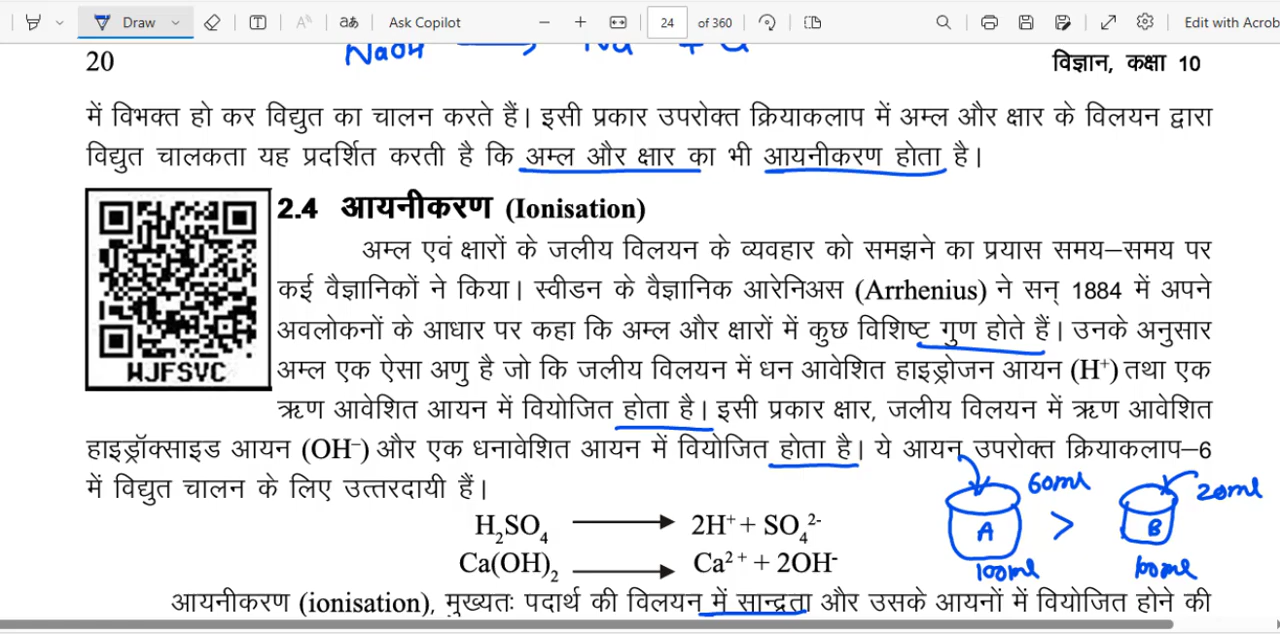 Draw
aあ
Ask Copilot
24 of 360
Edit with Acrob
NaOH
20
विज्ञान, कक्षा 10
में विभक्त हो कर विद्युत का चालन करते हैं। इसी प्रकार उपरोक्त क्रियाकलाप में अम्ल और क्षार के विलयन द्वारा
विद्युत चालकता यह प्रदर्शित करती है कि अम्ल और क्षार का भी आयनीकरण होता है।
2.4 आयनीकरण (Ionisation)
अम्ल एवं क्षारों के जलीय विलयन के व्यवहार को समझने का प्रयास समय–समय पर
कई वैज्ञानिकों ने किया। स्वीडन के वैज्ञानिक आरेनिअस (Arrhenius) ने सन् 1884 में अपने
अवलोकनों के आधार पर कहा कि अम्ल और क्षारों में कुछ विशिष्ट गुण होते हैं। उनके अनुसार
अम्ल एक ऐसा अणु है जो कि जलीय विलयन में धन आवेशित हाइड्रोजन आयन (H⁺) तथा एक
ऋण आवेशित आयन में वियोजित होता है। इसी प्रकार क्षार, जलीय विलयन में ऋण आवेशित
हाइड्रॉक्साइड आयन (OH⁻) और एक धनावेशित आयन में वियोजित होता है। ये आयन उपरोक्त क्रियाकलाप–6
में विद्युत चालन के लिए उत्तरदायी हैं।
WJFSVC
60ml 20ml
A > B
100ml 100ml
H₂SO₄ ⟶ 2H⁺ + SO₄²⁻
Ca(OH)₂ ⟶ Ca²⁺ + 2OH⁻
आयनीकरण (ionisation), मुख्यतः पदार्थ की विलयन में सान्द्रता और उसके आयनों में वियोजित होने की